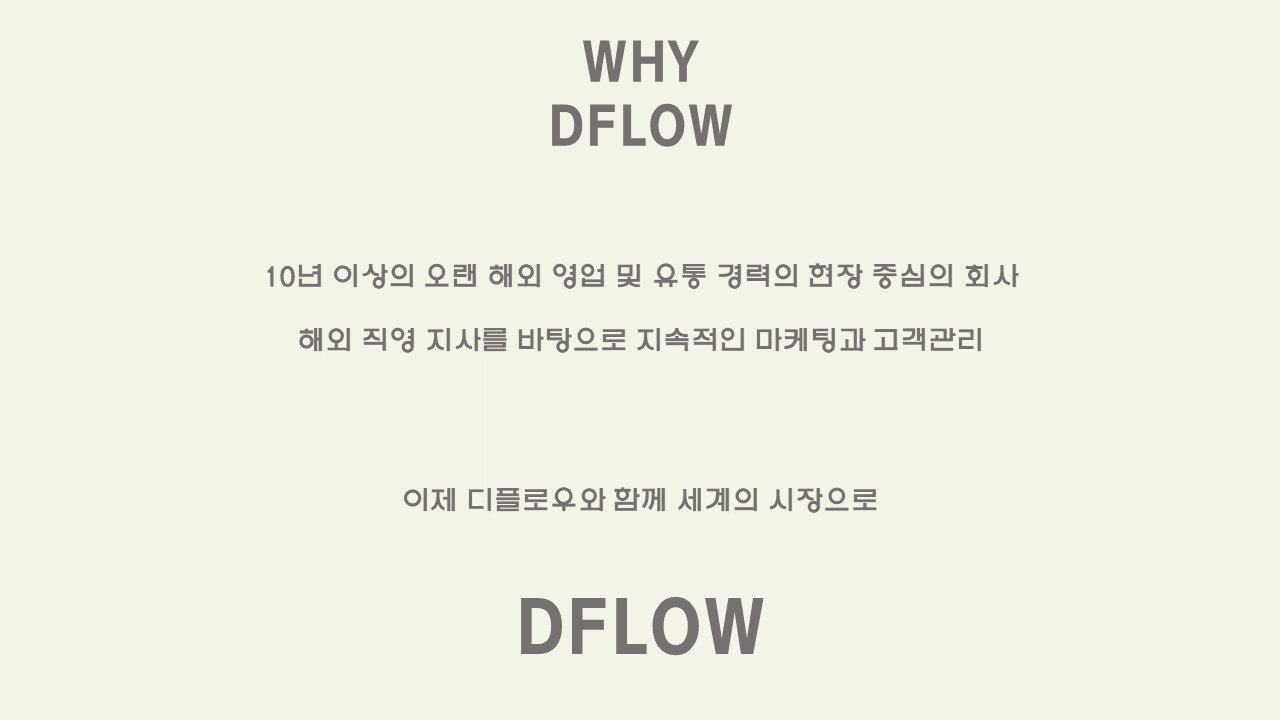 WHY
DFLOW
10년 이상의 오랜 해외 영업 및 유통 경력의 현장 중심의 회사
해외 직영 지사를 바탕으로 지속적인 마케팅과 고객관리
이제 디플로우와 함께 세계의 시장으로
DFLOW